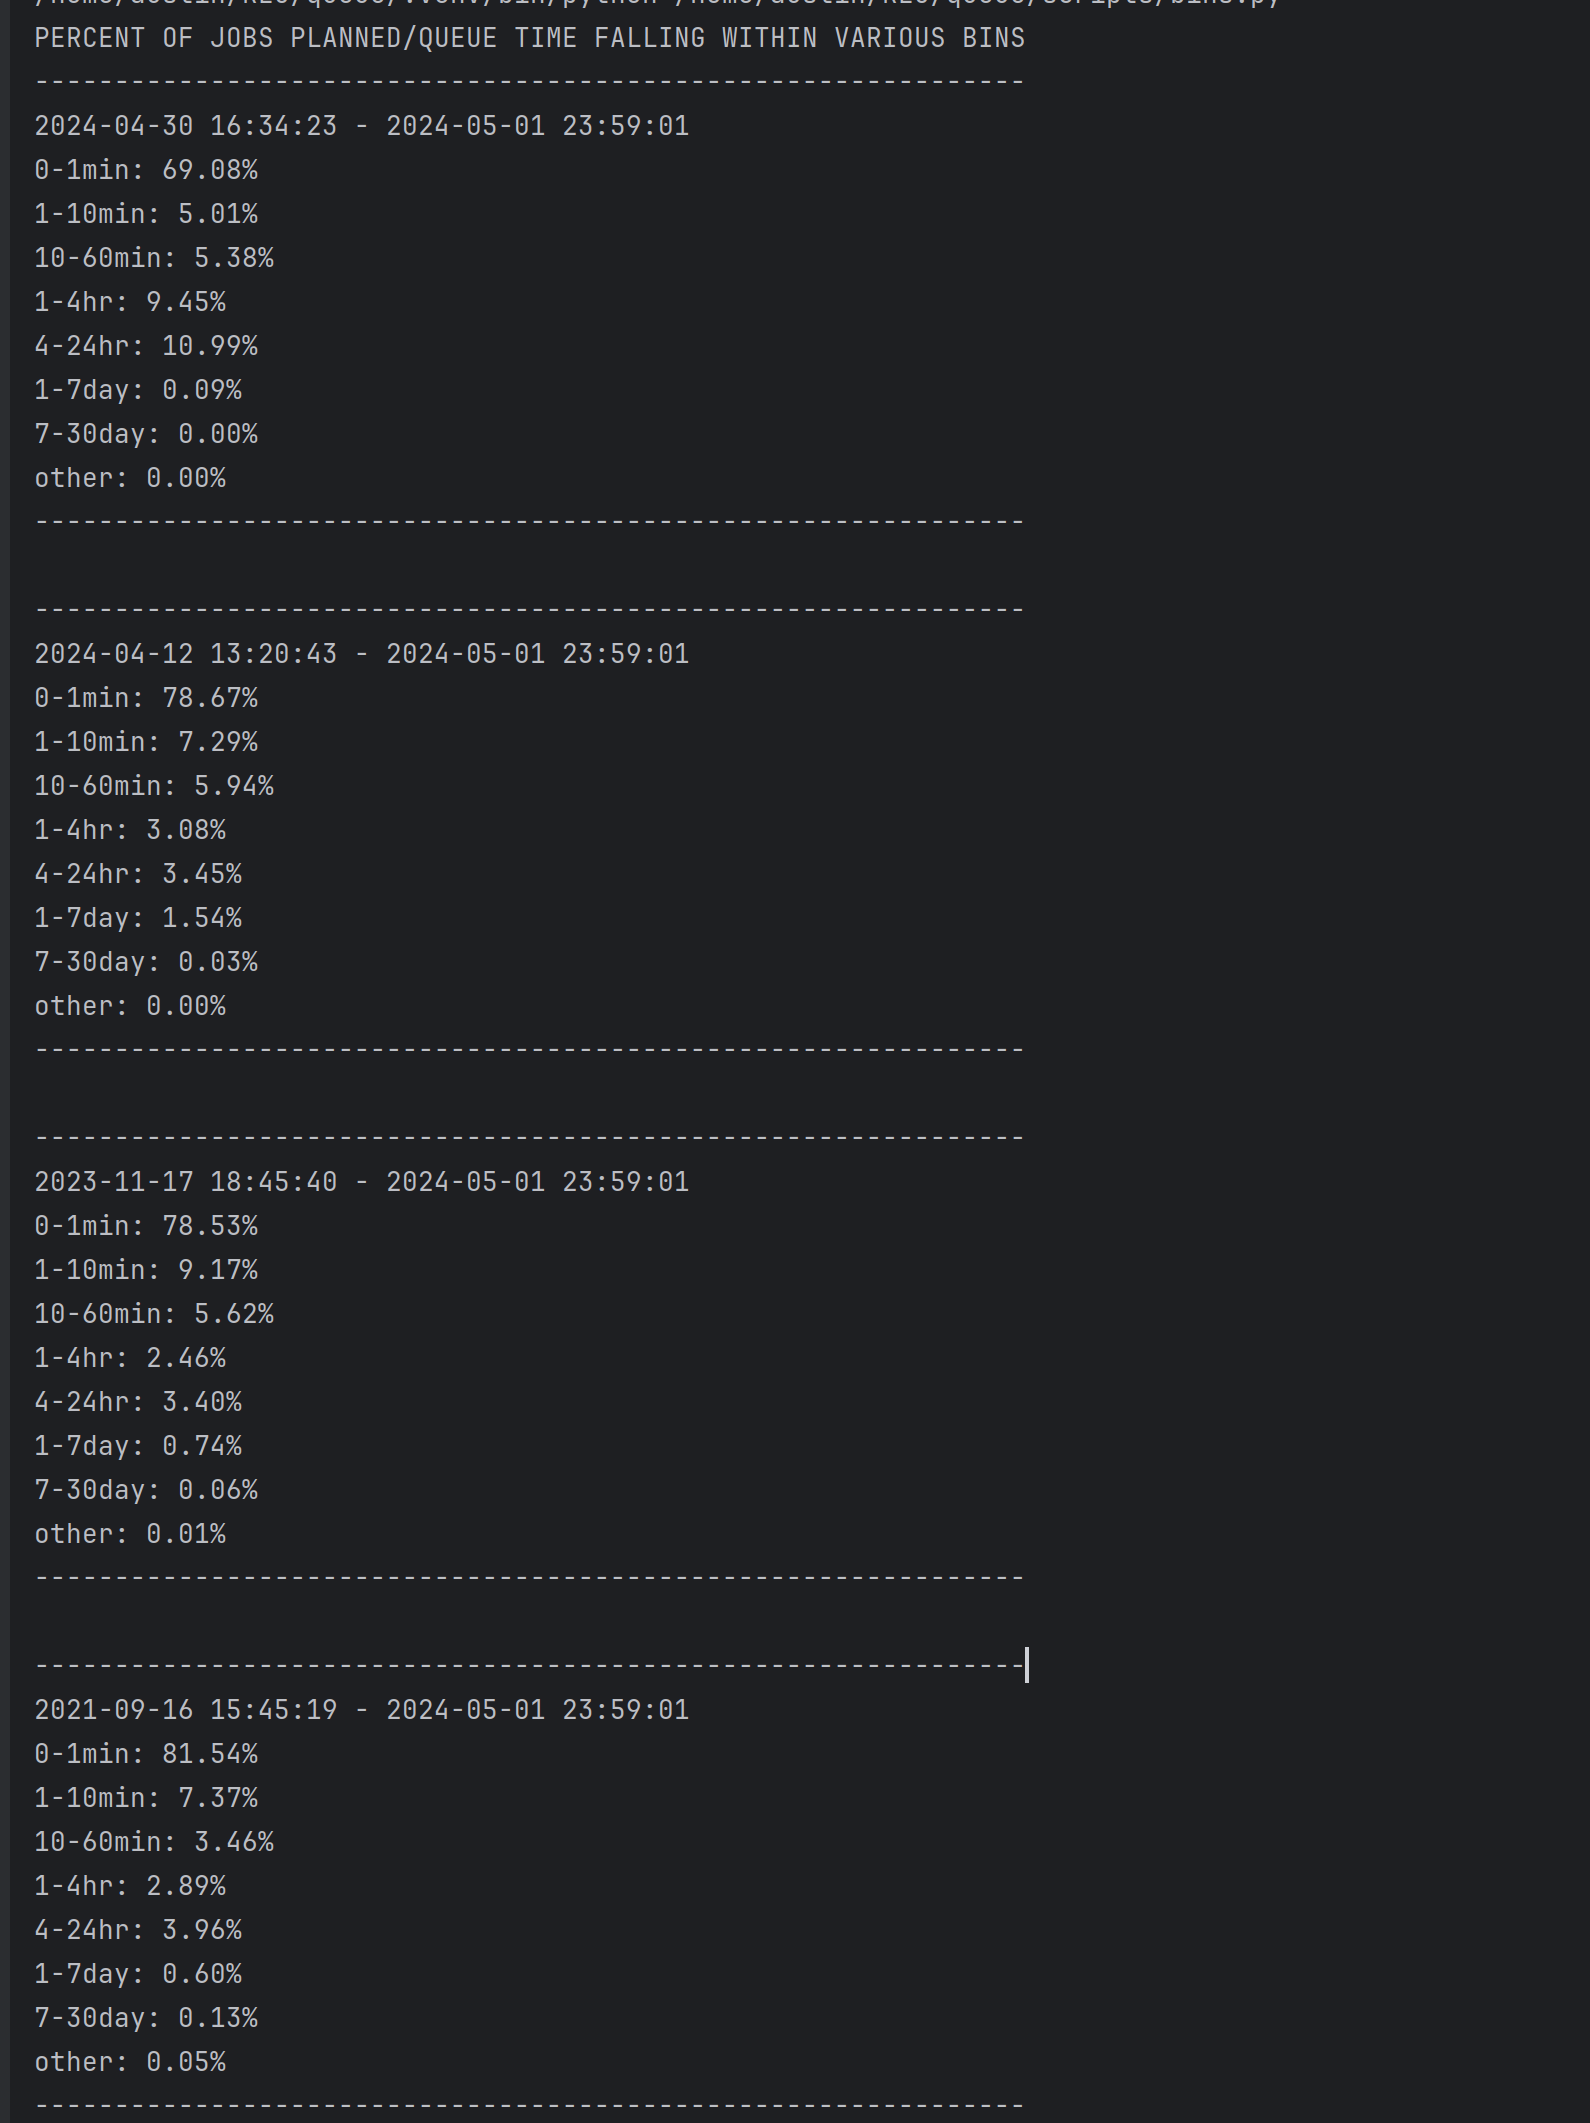 PERCENT OF JOBS PLANNED/QUEUE TIME FALLING WITHIN VARIOUS BINS
--------------------------------------------------------------
2024-04-30 16:34:23 - 2024-05-01 23:59:01
0-1min: 69.08%
1-10min: 5.01%
10-60min: 5.38%
1-4hr: 9.45%
4-24hr: 10.99%
1-7day: 0.09%
7-30day: 0.00%
other: 0.00%
--------------------------------------------------------------
--------------------------------------------------------------
2024-04-12 13:20:43 - 2024-05-01 23:59:01
0-1min: 78.67%
1-10min: 7.29%
10-60min: 5.94%
1-4hr: 3.08%
4-24hr: 3.45%
1-7day: 1.54%
7-30day: 0.03%
other: 0.00%
--------------------------------------------------------------
--------------------------------------------------------------
2023-11-17 18:45:40 - 2024-05-01 23:59:01
0-1min: 78.53%
1-10min: 9.17%
10-60min: 5.62%
1-4hr: 2.46%
4-24hr: 3.40%
1-7day: 0.74%
7-30day: 0.06%
other: 0.01%
--------------------------------------------------------------
--------------------------------------------------------------
2021-09-16 15:45:19 - 2024-05-01 23:59:01
0-1min: 81.54%
1-10min: 7.37%
10-60min: 3.46%
1-4hr: 2.89%
4-24hr: 3.96%
1-7day: 0.60%
7-30day: 0.13%
other: 0.05%
--------------------------------------------------------------